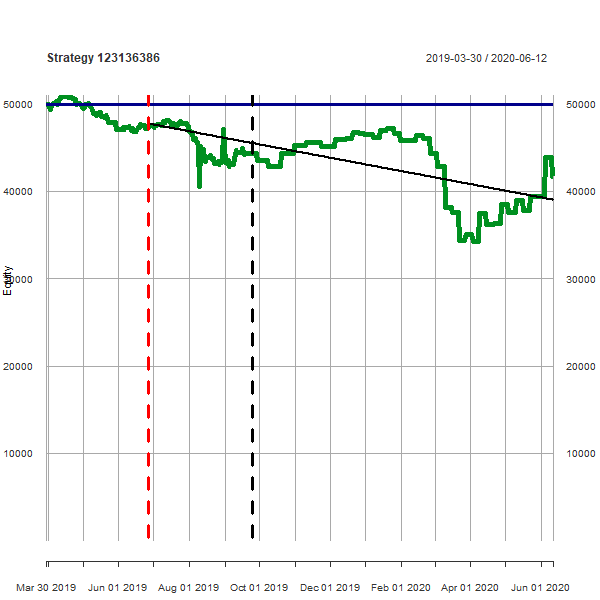 Strategy 123136386
2019-03-30 / 2020-06-12
50000 50000
40000 40000
30000 30000
Equity
20000 20000
10000 10000
Mar 30 2019 Jun 01 2019 Aug 01 2019 Oct 01 2019 Dec 01 2019 Feb 01 2020 Apr 01 2020 Jun 01 2020